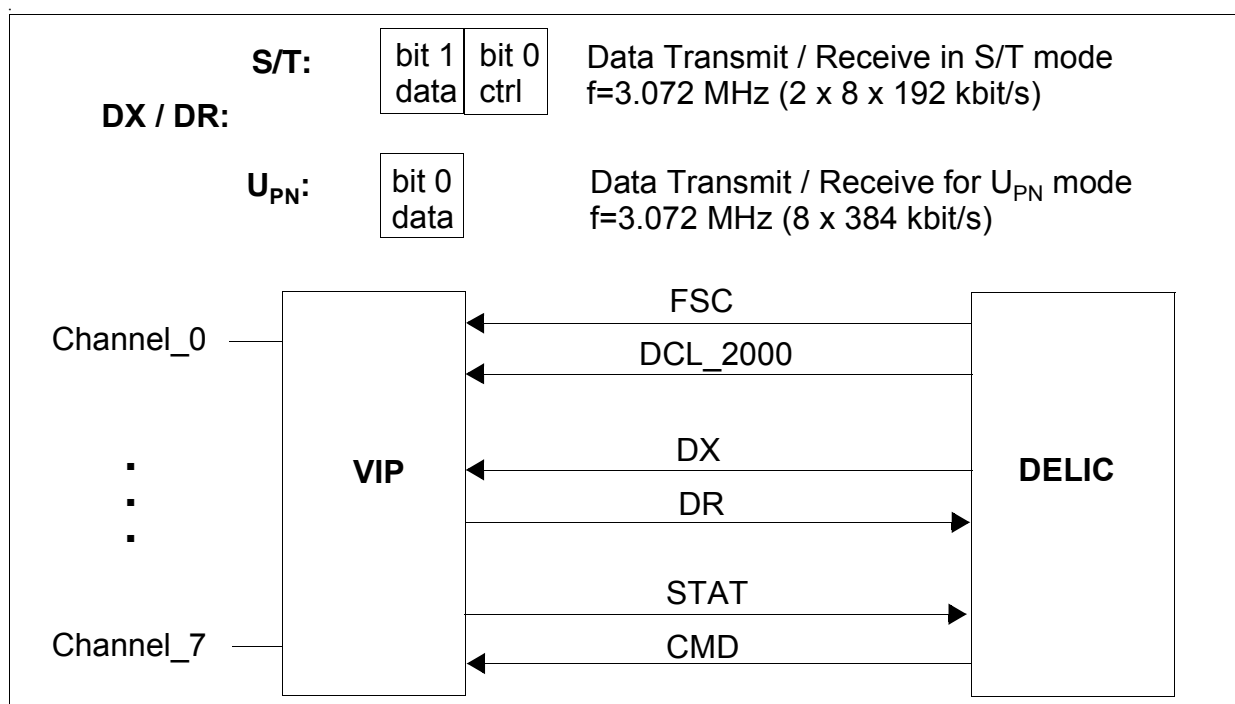 S/T:
bit 1
data
bit 0
ctrl
Data Transmit / Receive in S/T mode
f=3.072 MHz (2 x 8 x 192 kbit/s)
DX / DR:
UPN:
bit 0
data
Data Transmit / Receive for UPN mode
f=3.072 MHz (8 x 384 kbit/s)
FSC
Channel_0
DCL_2000
DX
VIP
DELIC
DR
STAT
Channel_7
CMD